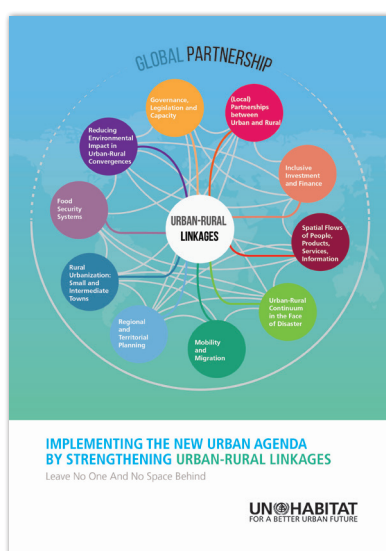 GLOBAL PARTNERSHIP
Governance,
Legislation and
Capacity
(Local)
Partnerships
between
Urban and Rural
Reducing
Environmental
Impact in
Urban-Rural
Convergences
Inclusive
Investment
and Finance
Food
Security
Systems
URBAN-RURAL
LINKAGES
Spatial Flows
of People,
Products,
Services,
Information
Rural
Urbanization:
Small and
Intermediate
Towns
Urban-Rural
Continuum
in the Face
of Disaster
Regional
and
Territorial
Planning
Mobility
and
Migration
IMPLEMENTING THE NEW URBAN AGENDA
BY STRENGTHENING URBAN-RURAL LINKAGES
Leave No One And No Space Behind
UN HABITAT
FOR A BETTER URBAN FUTURE